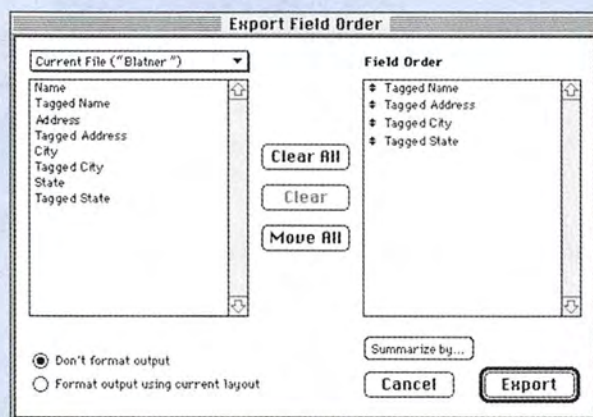 Export Field Order
Current File ("Blatner")
Name
Tagged Name
Address
Tagged Address
City
Tagged City
State
Tagged State
Clear All
Clear
Move All
Field Order
Tagged Name
Tagged Address
Tagged City
Tagged State
Don't format output
Format output using current layout
Summarize by...
Cancel
Export